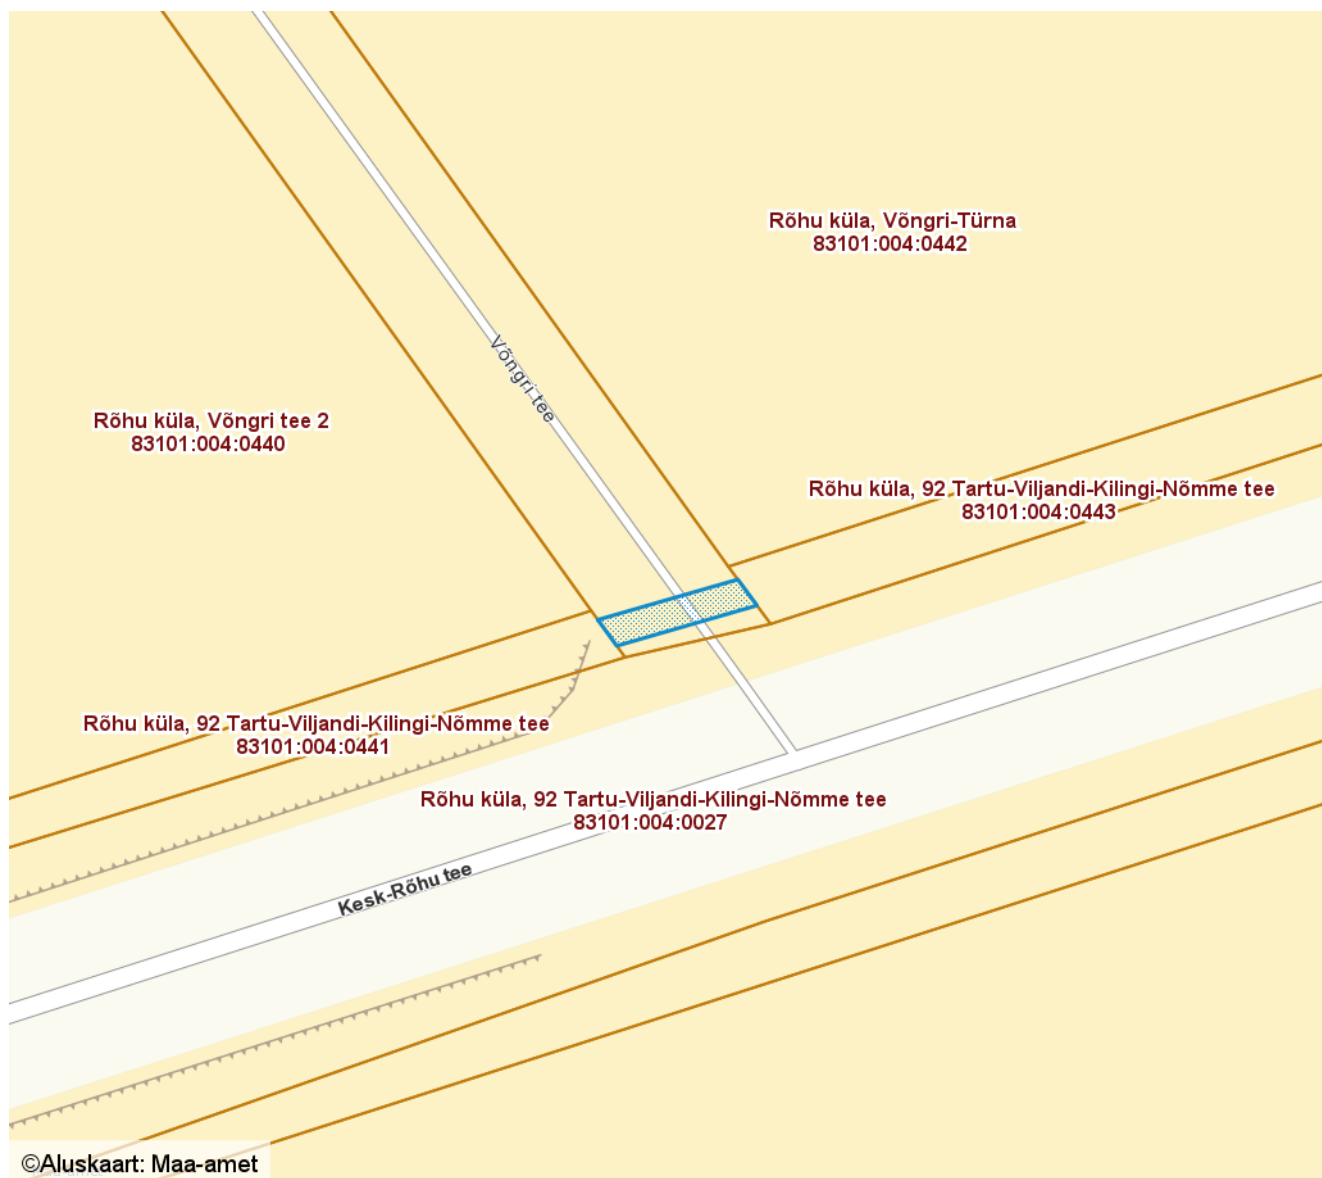 Rõhu küla, Võngri-Türna
83101:004:0442
Võngri tee
Rõhu küla, Võngri tee 2
83101:004:0440
Rõhu küla, 92 Tartu-Viljandi-Kilingi-Nõmme tee
83101:004:0443
Rõhu küla, 92 Tartu-Viljandi-Kilingi-Nõmme tee
83101:004:0441
Rõhu küla, 92 Tartu-Viljandi-Kilingi-Nõmme tee
83101:004:0027
Kesk-Rõhu tee
©Aluskaart: Maa-amet